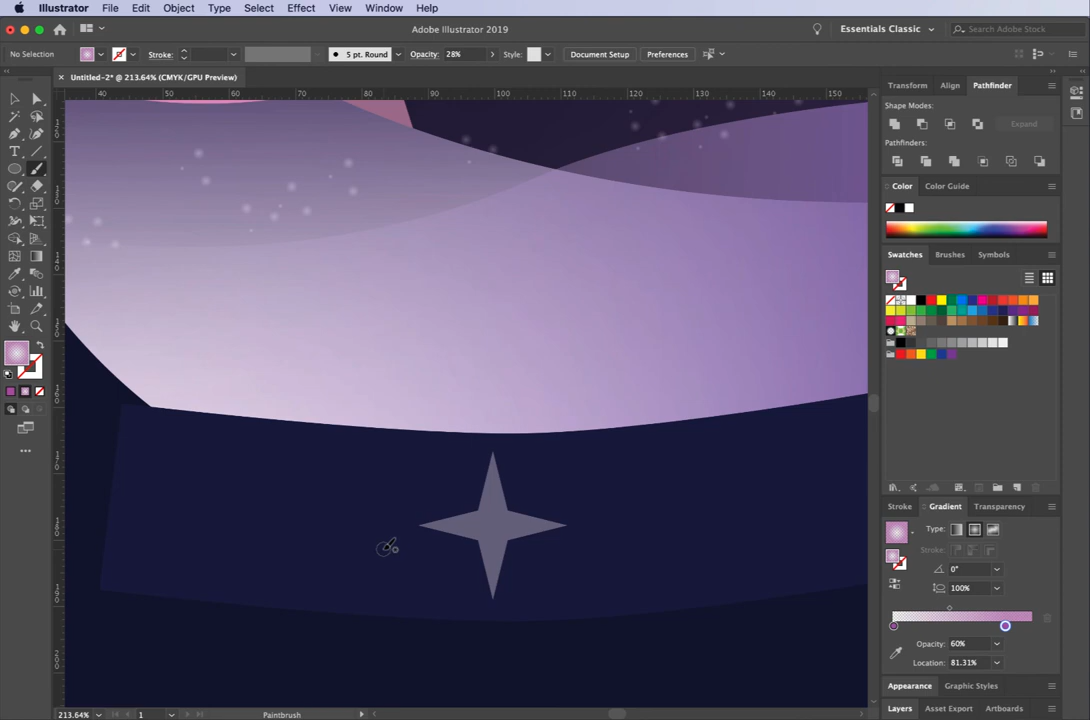 Illustrator File Edit Object Type Select Effect View Window Help
Adobe Illustrator 2019
Essentials Classic
Search Adobe Stock
No Selection
Stroke:
5 pt. Round
Opacity: 28%
Style:
Document Setup
Preferences
Untitled-2* @ 213.64% (CMYK/GPU Preview)
40 50 60 70 80 90 100 110 120 130 140 150
Transform Align Pathfinder
Shape Modes:
Expand
Pathfinders:
Color Color Guide
Swatches Brushes Symbols
Stroke Gradient Transparency
Type:
Stroke:
0°
100%
Opacity: 60%
Location: 81.31%
Appearance Graphic Styles
Layers Asset Export Artboards
213.64% 1 Paintbrush